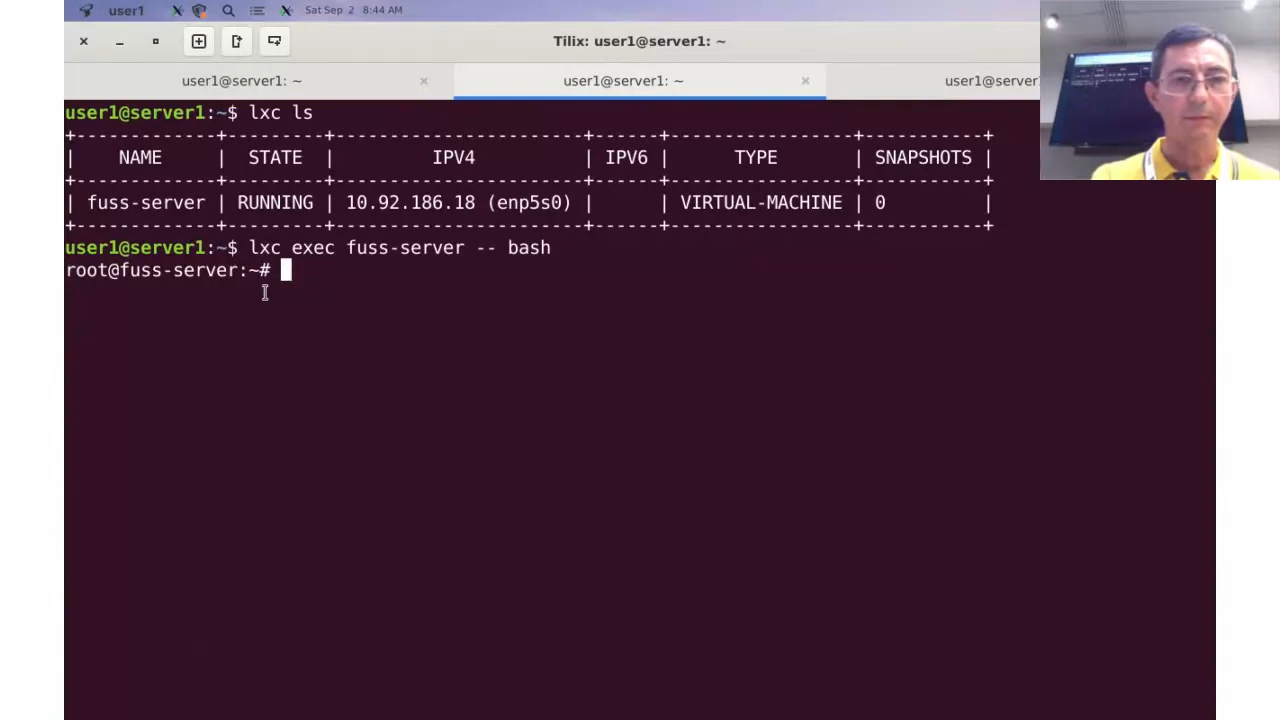 user1 Sat Sep 2 8:44 AM
Tilix: user1@server1: ~
user1@server1: ~ × user1@server1: ~ × user1@server1
user1@server1:~$ lxc ls
+-------------+---------+-----------------------+------+-----------------+-----------+
| NAME | STATE | IPV4 | IPV6 | TYPE | SNAPSHOTS |
+-------------+---------+-----------------------+------+-----------------+-----------+
| fuss-server | RUNNING | 10.92.186.18 (enp5s0) | | VIRTUAL-MACHINE | 0 |
+-------------+---------+-----------------------+------+-----------------+-----------+
user1@server1:~$ lxc exec fuss-server -- bash
root@fuss-server:~#